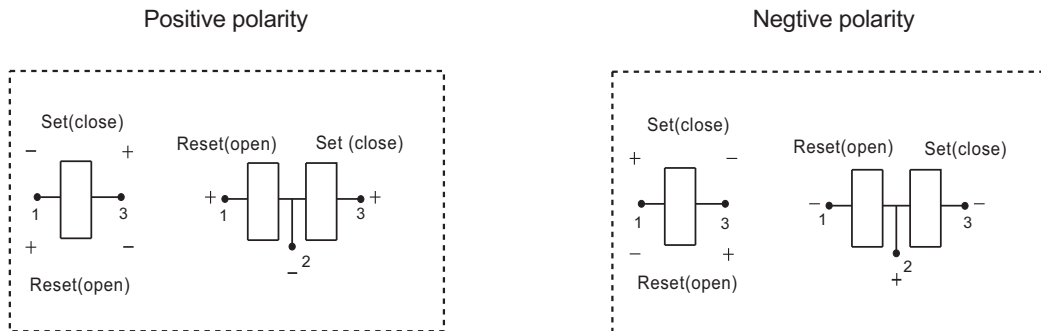 Positive polarity
Set(close)
− +
1 3
+ −
Reset(open)
Reset(open) Set (close)
+ +
1 3
− 2
Negtive polarity
Set(close)
+ −
1 3
− +
Reset(open)
Reset(open) Set(close)
− −
1 3
+ 2